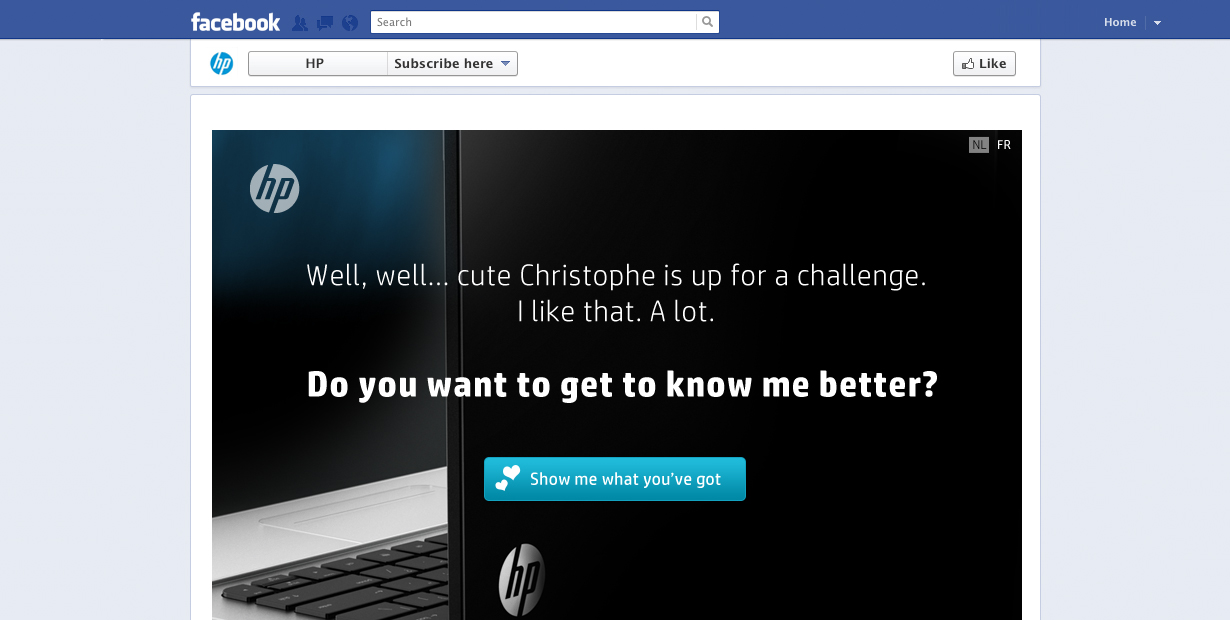 facebook
Search
Home
hp
HP
Subscribe here
Like
NL FR
hp
Well, well... cute Christophe is up for a challenge.
I like that. A lot.
Do you want to get to know me better?
Show me what you've got
hp